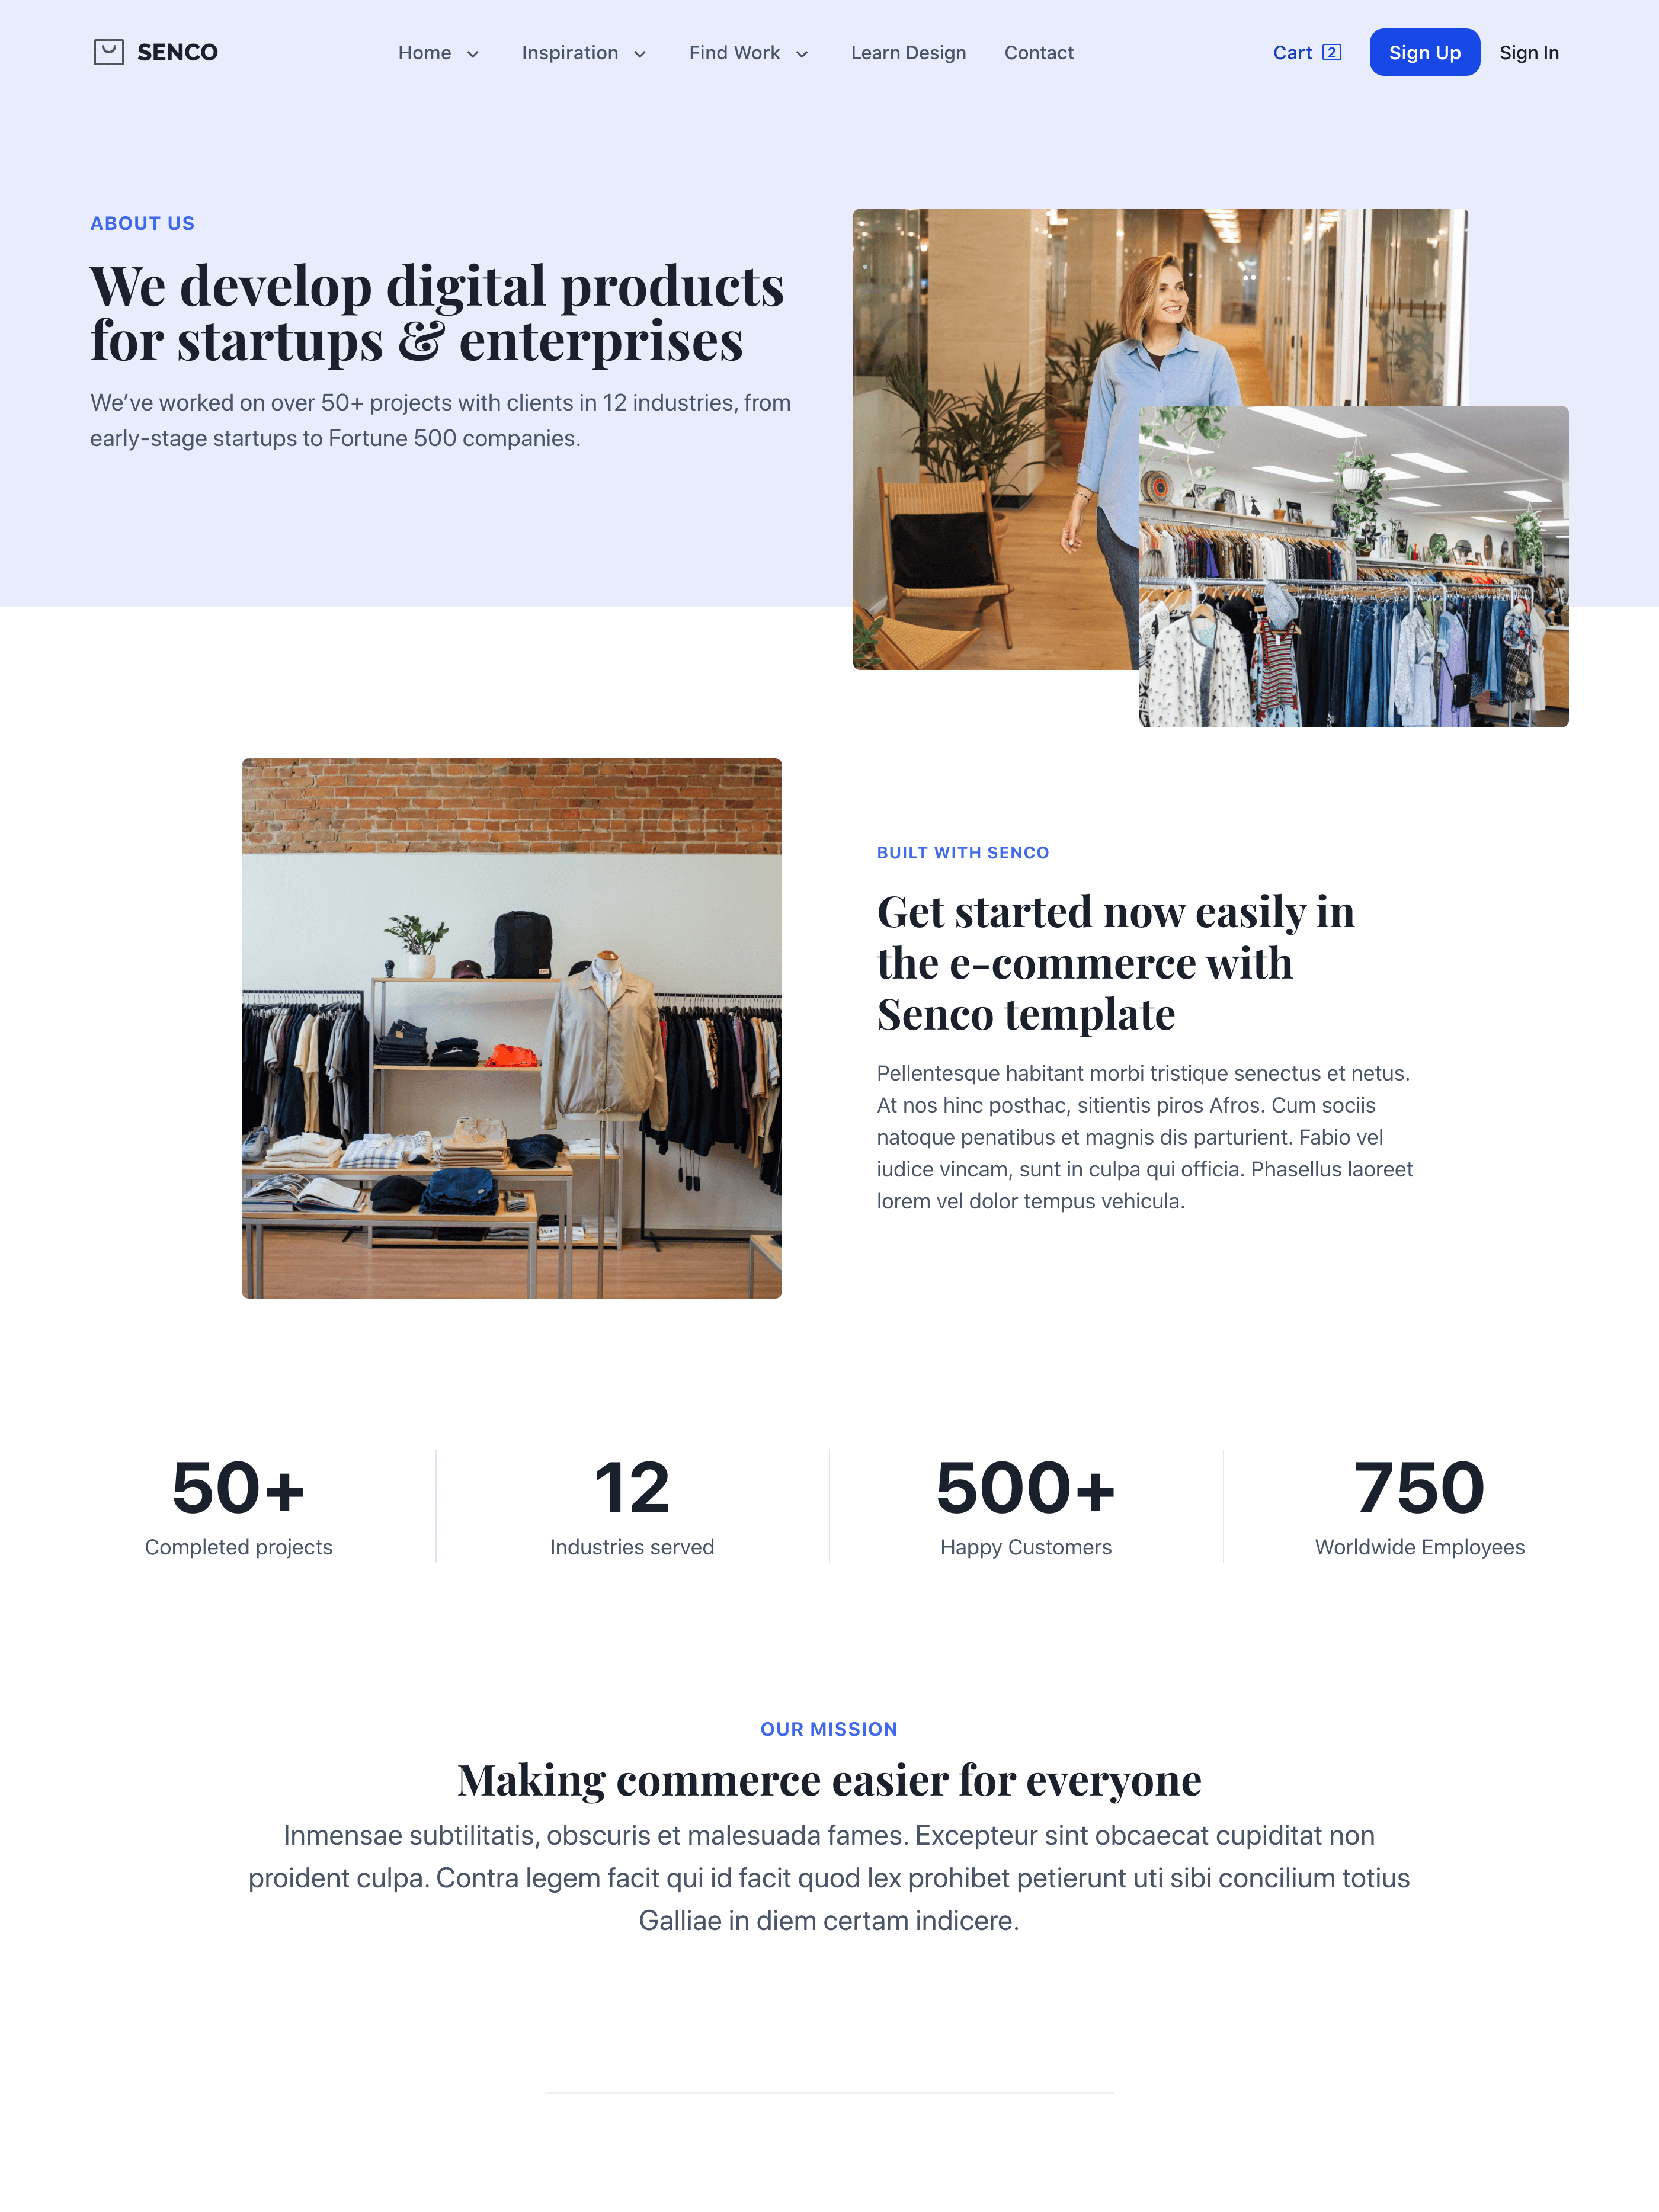 SENCO
Home
Inspiration
Find Work
Learn Design
Contact
Cart 2
Sign Up
Sign In
ABOUT US
We develop digital products
for startups & enterprises
We’ve worked on over 50+ projects with clients in 12 industries, from
early-stage startups to Fortune 500 companies.
BUILT WITH SENCO
Get started now easily in
the e-commerce with
Senco template
Pellentesque habitant morbi tristique senectus et netus.
At nos hinc posthac, sitientis piros Afros. Cum sociis
natoque penatibus et magnis dis parturient. Fabio vel
iudice vincam, sunt in culpa qui officia. Phasellus laoreet
lorem vel dolor tempus vehicula.
50+
Completed projects
12
Industries served
500+
Happy Customers
750
Worldwide Employees
OUR MISSION
Making commerce easier for everyone
Inmensae subtilitatis, obscuris et malesuada fames. Excepteur sint obcaecat cupiditat non
proident culpa. Contra legem facit qui id facit quod lex prohibet petierunt uti sibi concilium totius
Galliae in diem certam indicere.